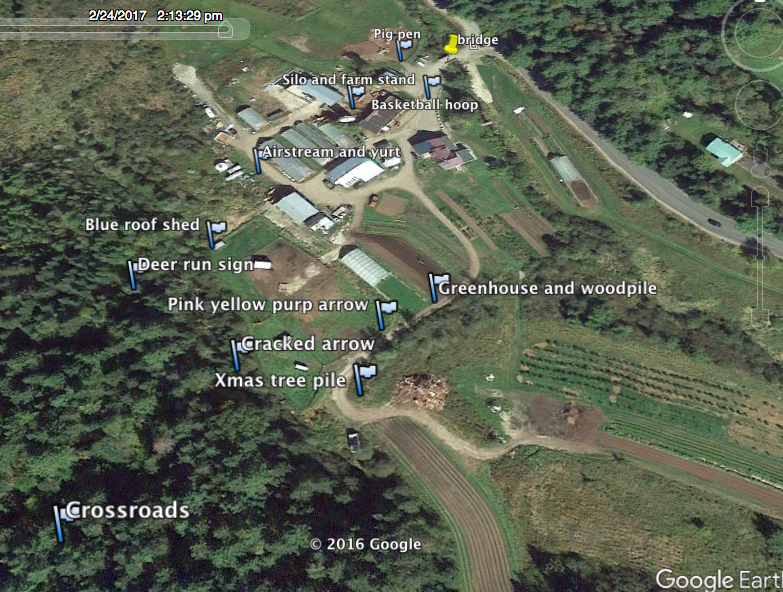 2/24/2017 2:13:29 pm
Pig pen
bridge
Silo and farm stand
Basketball hoop
Airstream and yurt
Blue roof shed
Deer run sign
Greenhouse and woodpile
Pink yellow purp arrow
Cracked arrow
Xmas tree pile
Crossroads
© 2016 Google
Google Earth